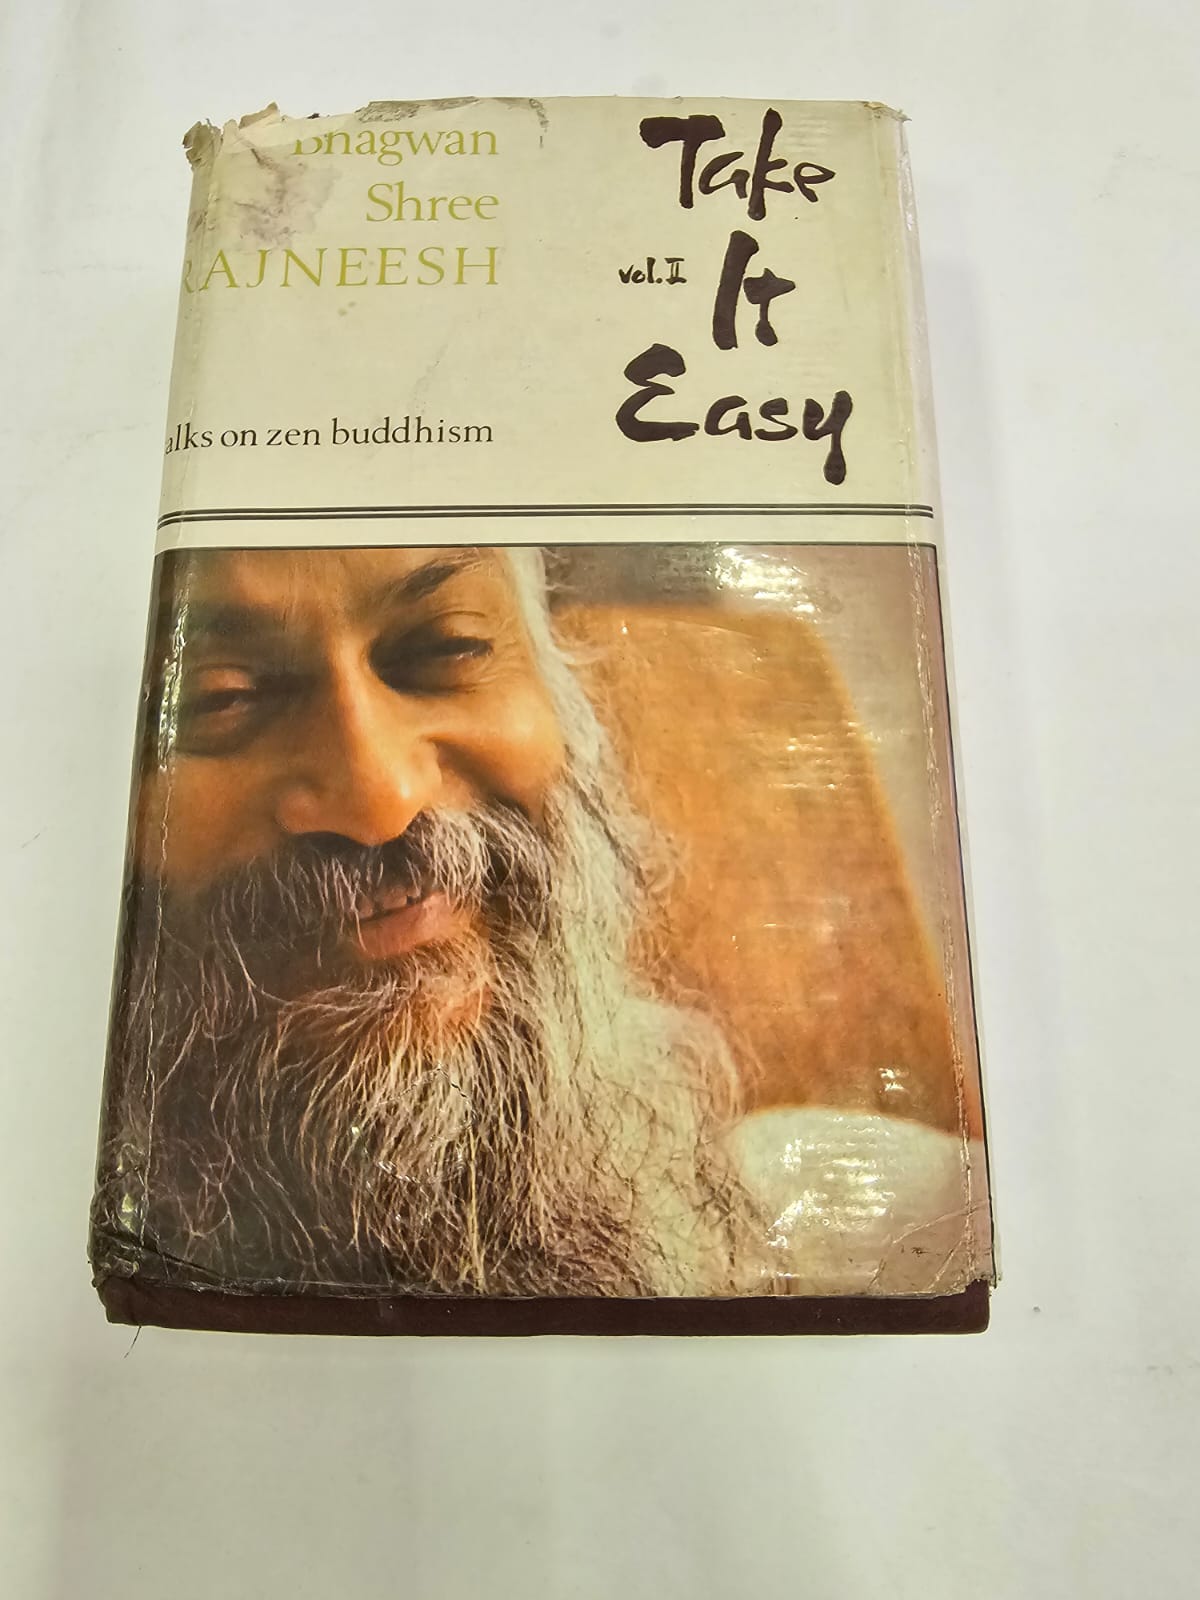 Bhagwan
Shree
RAJNEESH
alks on zen buddhism
Take
vol. II It
Easy